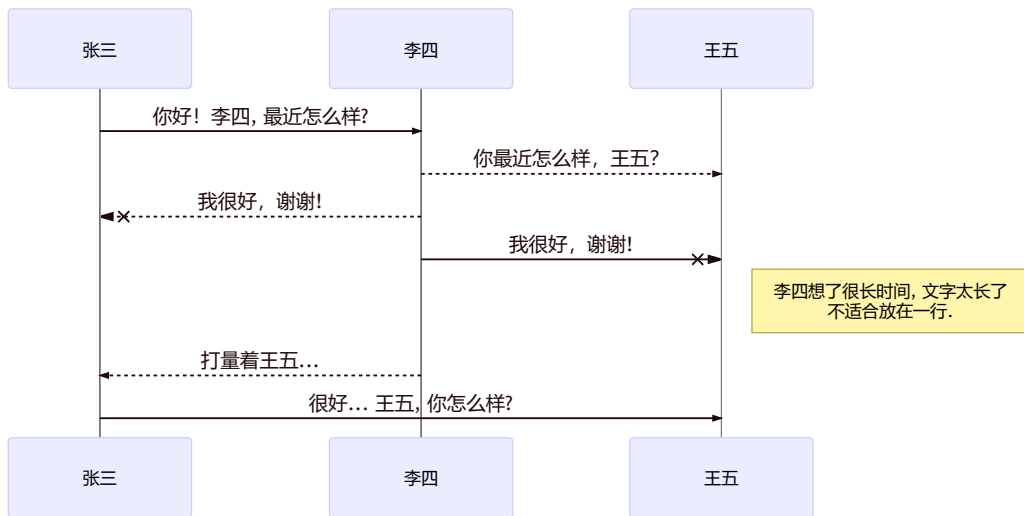 张三
李四
王五
你好！李四, 最近怎么样?
你最近怎么样，王五？
我很好，谢谢!
我很好，谢谢!
李四想了很长时间, 文字太长了
不适合放在一行.
打量着王五...
很好... 王五, 你怎么样?
张三
李四
王五